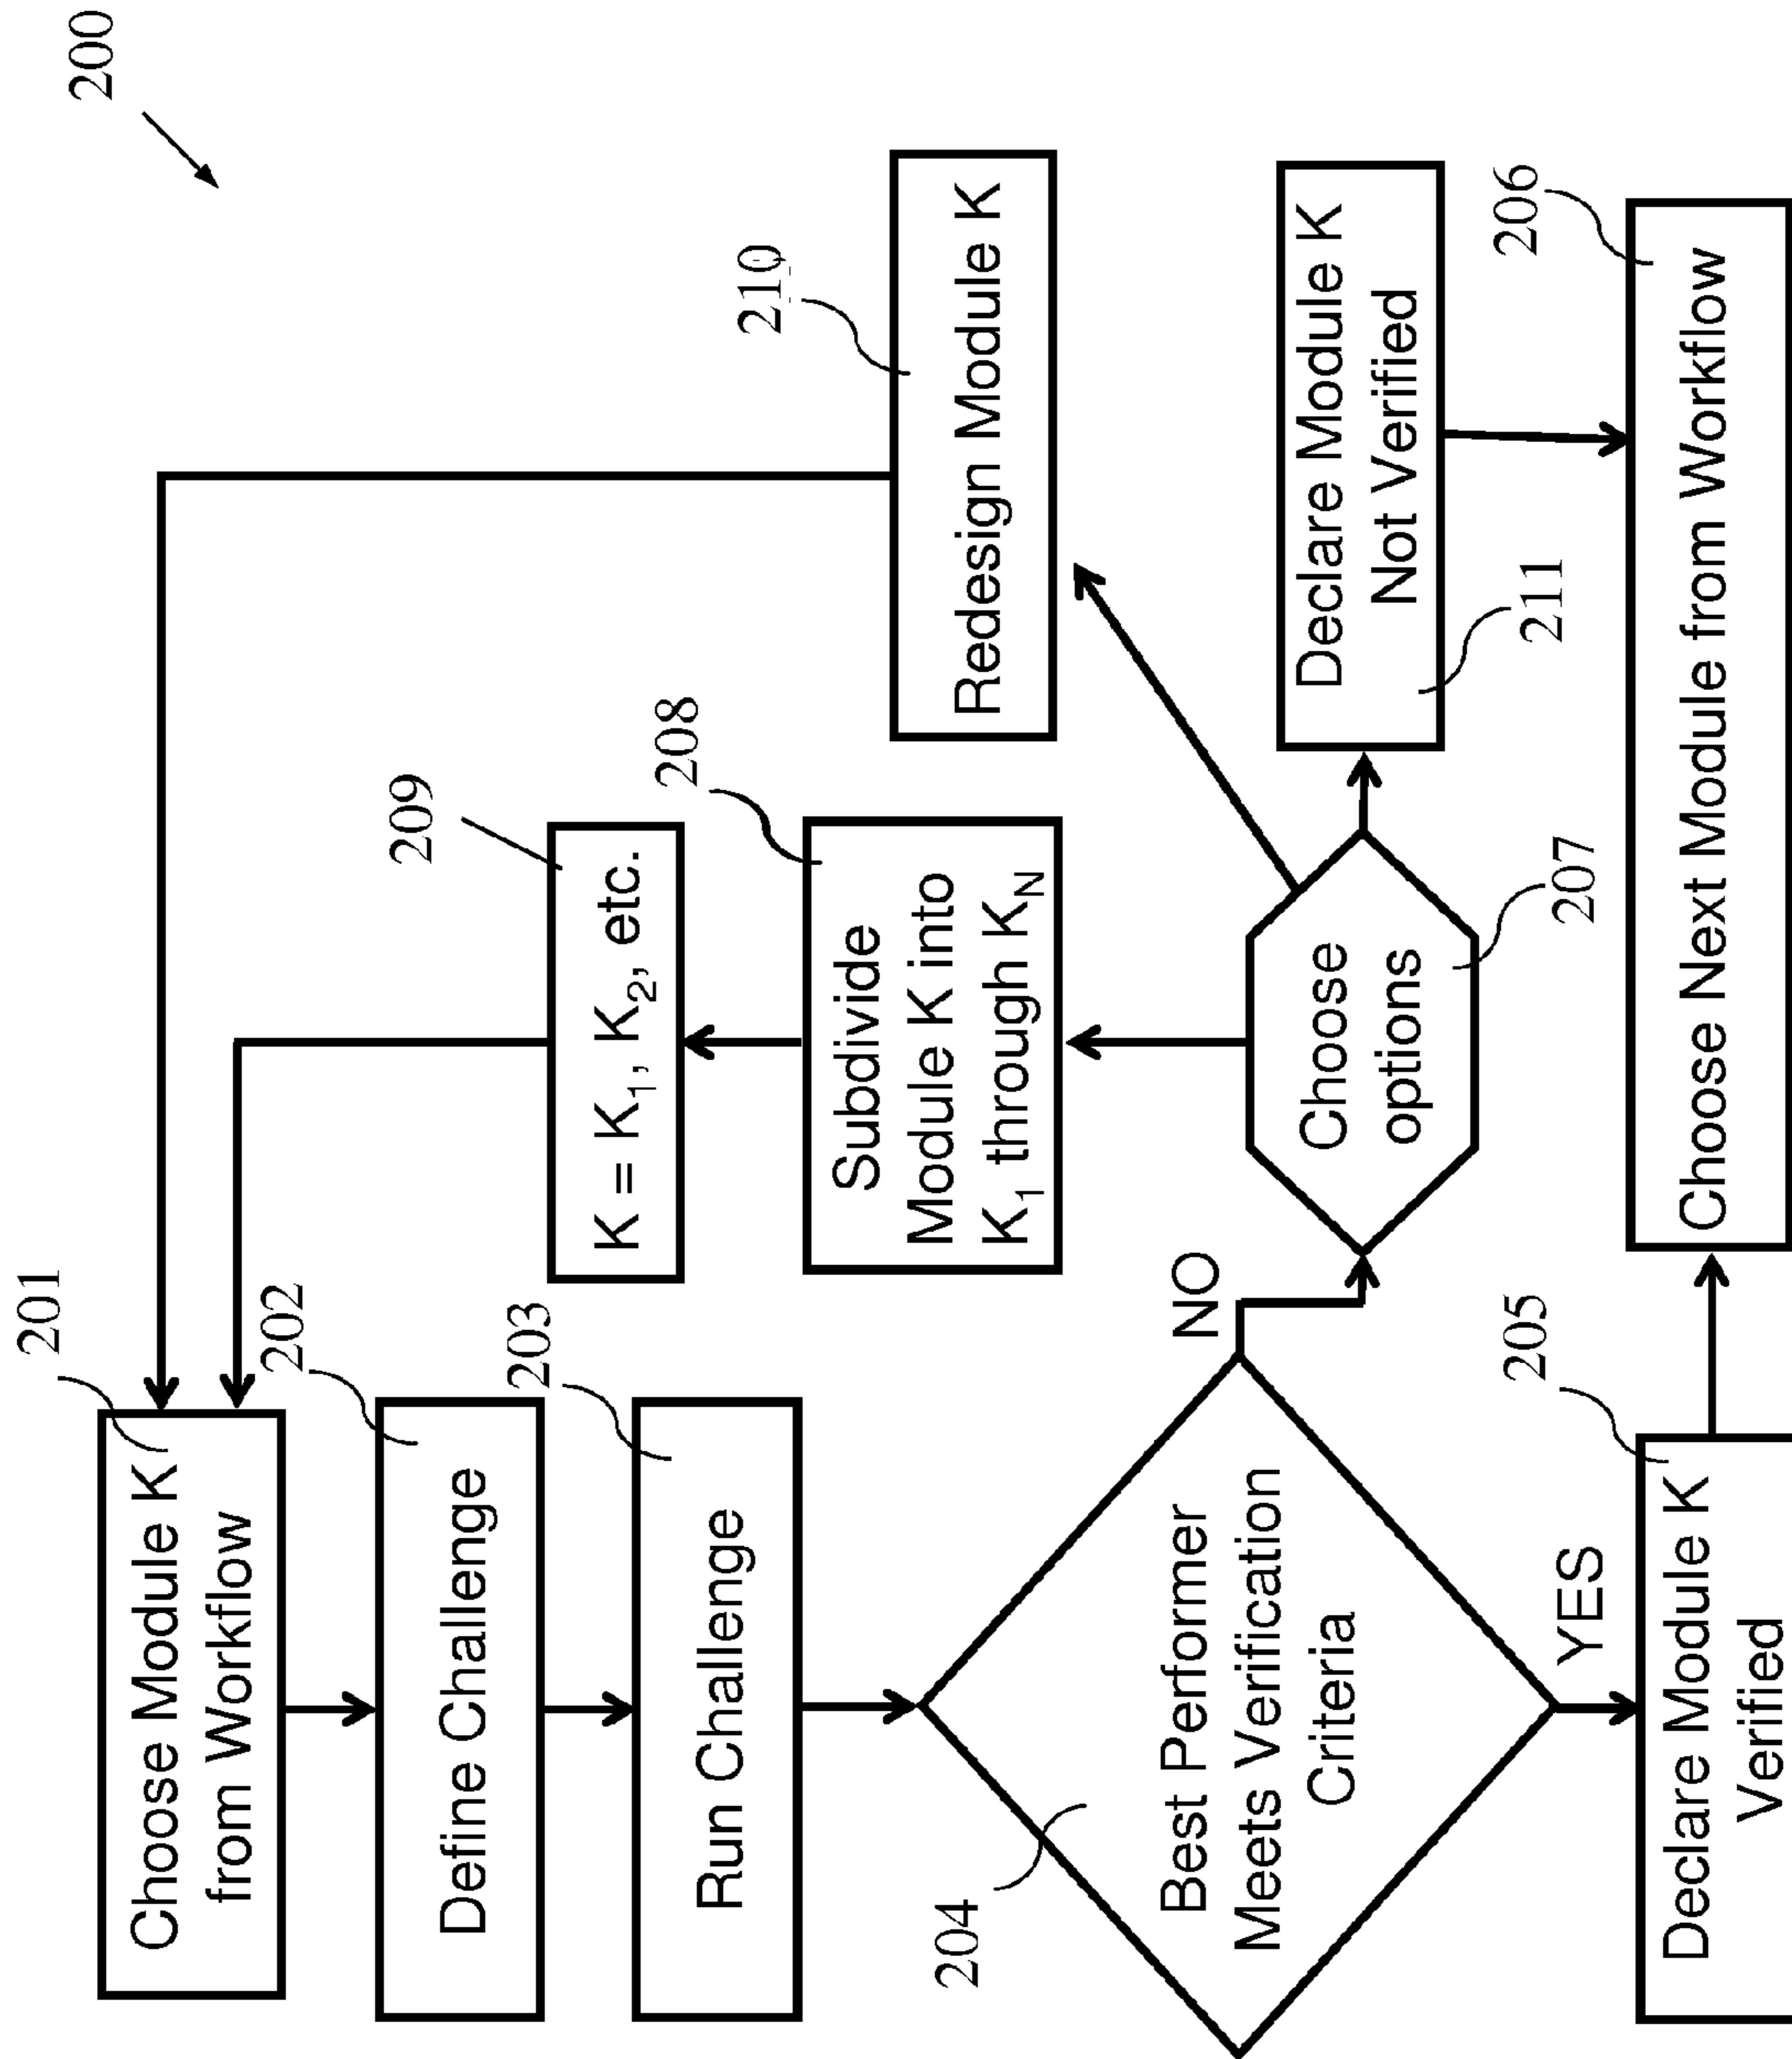 200
201
Choose Module K
from Workflow
202
Define Challenge
203
Run Challenge
204
Best Performer
Meets Verification
Criteria
NO
YES
205
Declare Module K
Verified
209
K = K₁, K₂, etc.
208
Subdivide
Module K into
K₁ through K_N
Choose
options
207
210
Redesign Module K
Declare Module K
Not Verified
211
206
Choose Next Module from Workflow